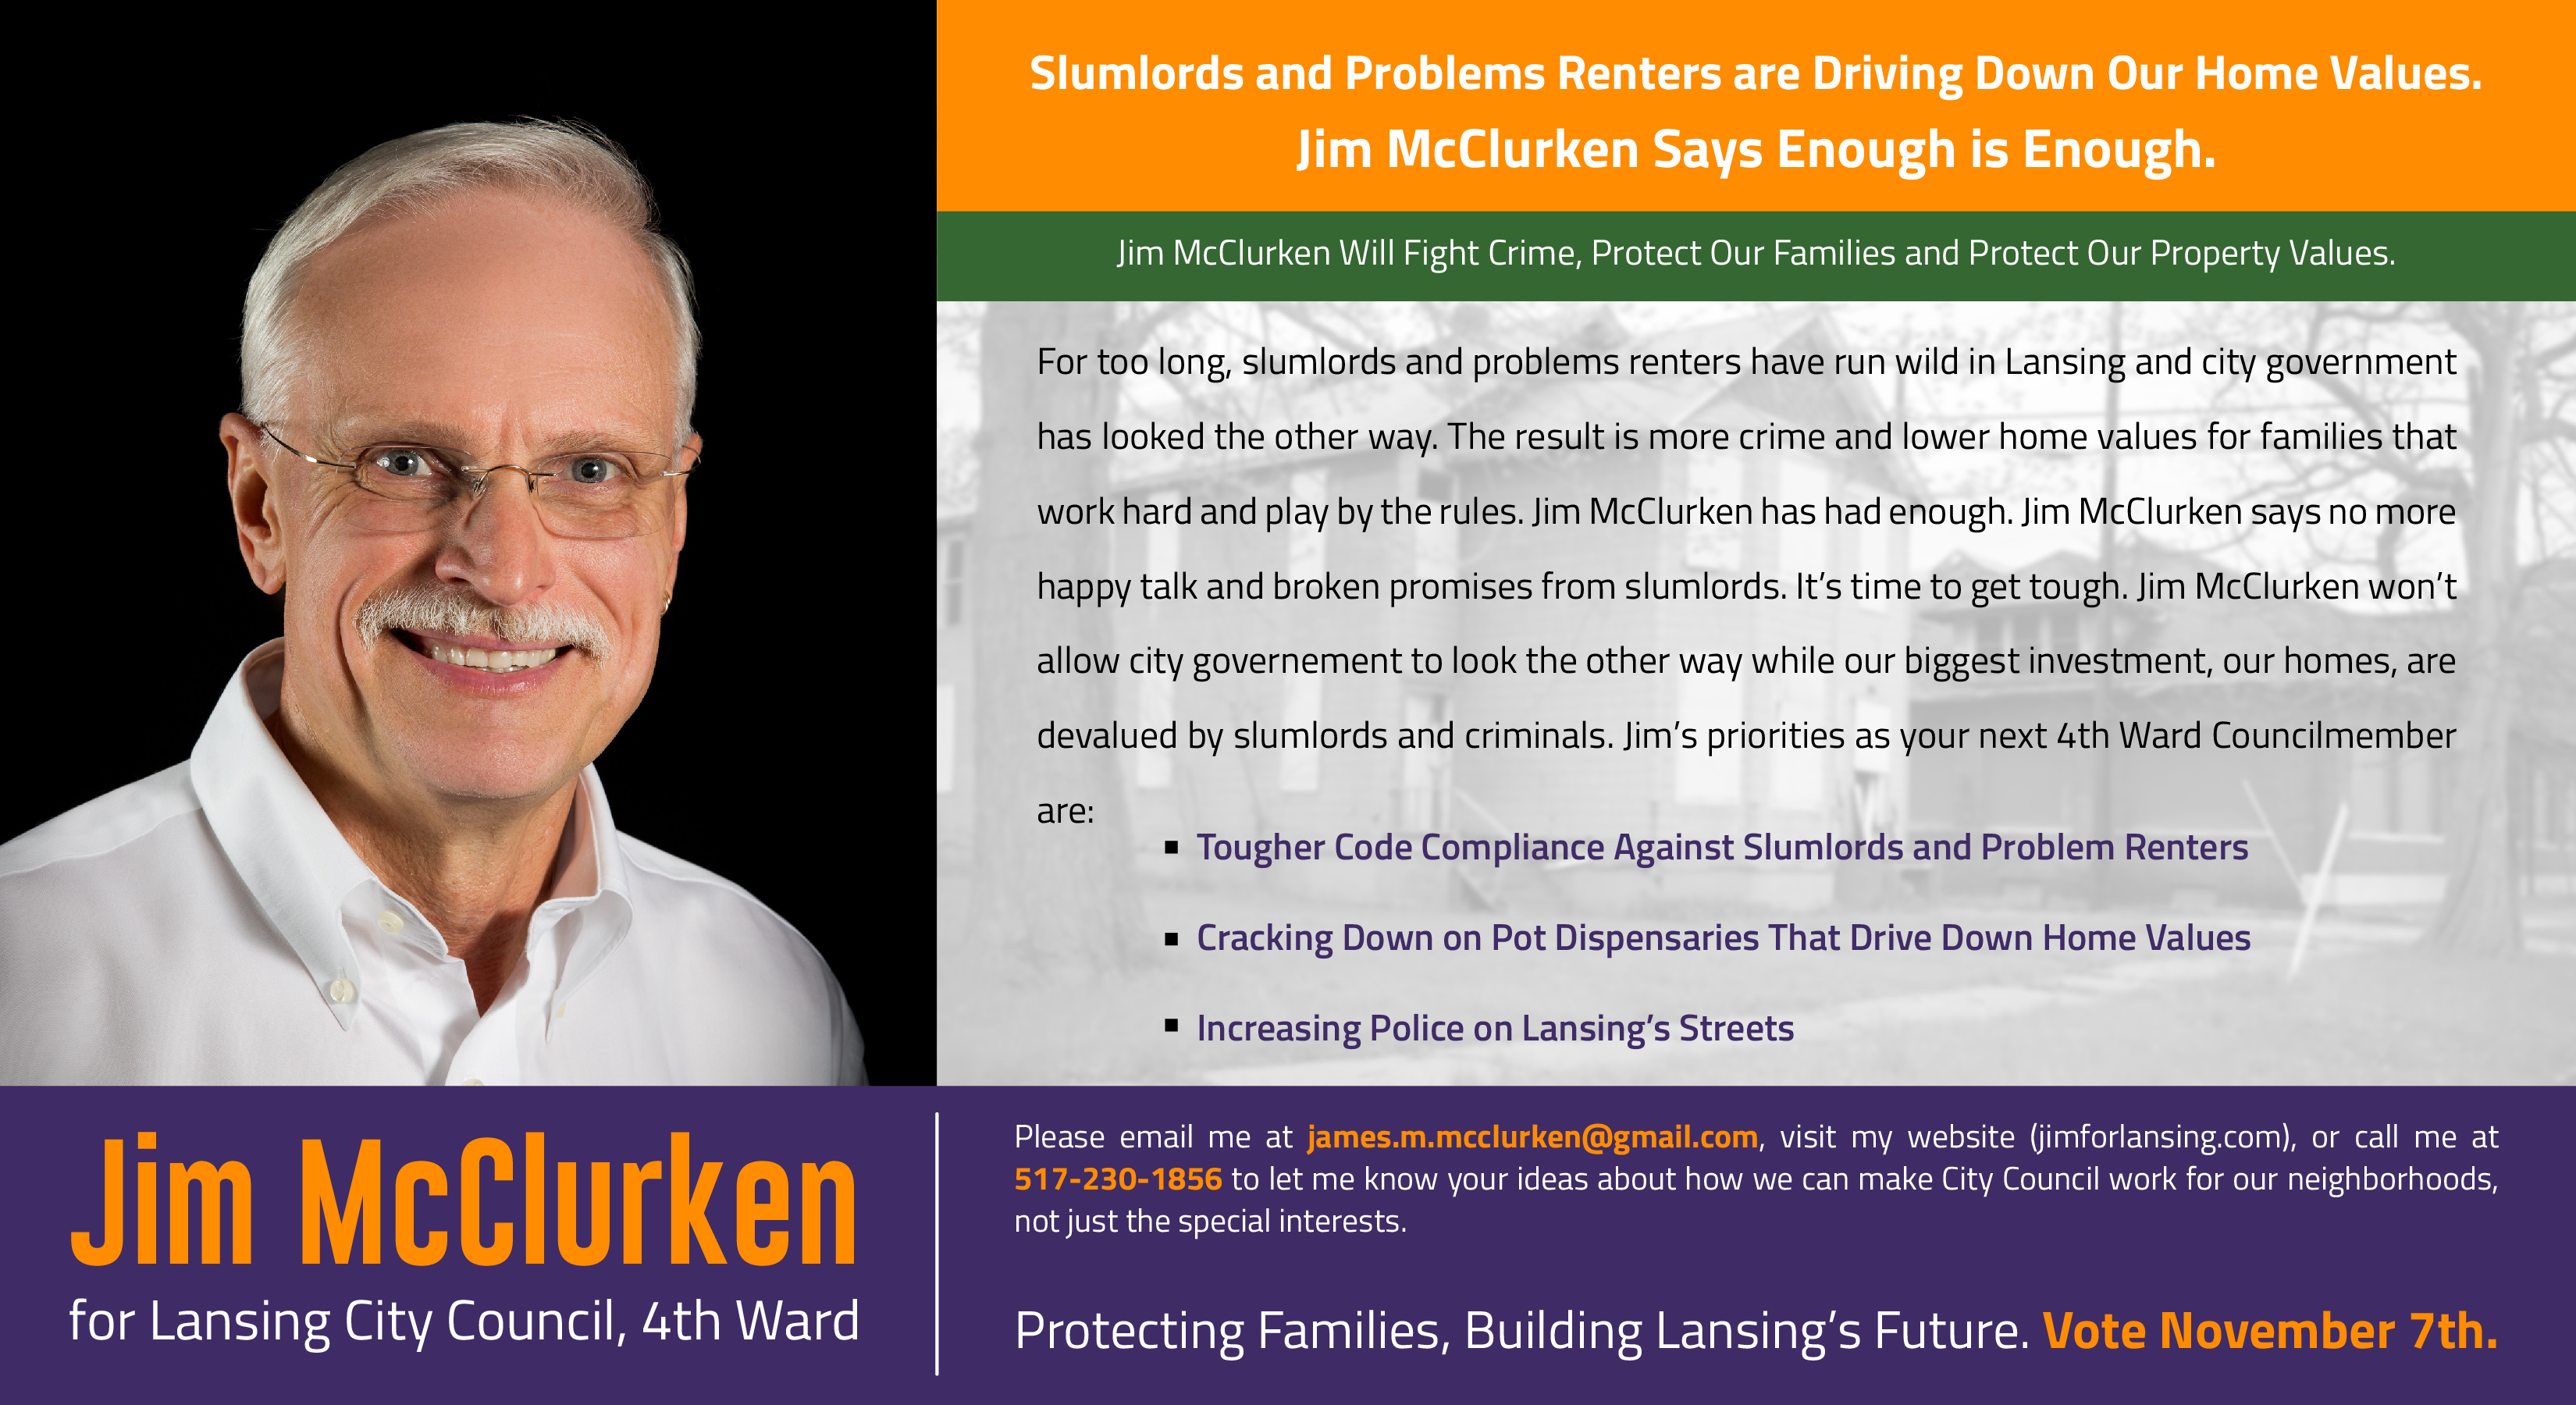 Slumlords and Problems Renters are Driving Down Our Home Values.
Jim McClurken Says Enough is Enough.
Jim McClurken Will Fight Crime, Protect Our Families and Protect Our Property Values.
For too long, slumlords and problems renters have run wild in Lansing and city government
has looked the other way. The result is more crime and lower home values for families that
work hard and play by the rules. Jim McClurken has had enough. Jim McClurken says no more
happy talk and broken promises from slumlords. It’s time to get tough. Jim McClurken won’t
allow city governement to look the other way while our biggest investment, our homes, are
devalued by slumlords and criminals. Jim’s priorities as your next 4th Ward Councilmember
are:
▪ Tougher Code Compliance Against Slumlords and Problem Renters
▪ Cracking Down on Pot Dispensaries That Drive Down Home Values
▪ Increasing Police on Lansing’s Streets
Jim McClurken
for Lansing City Council, 4th Ward
Please email me at james.m.mcclurken@gmail.com, visit my website (jimforlansing.com), or call me at
517-230-1856 to let me know your ideas about how we can make City Council work for our neighborhoods,
not just the special interests.
Protecting Families, Building Lansing’s Future. Vote November 7th.